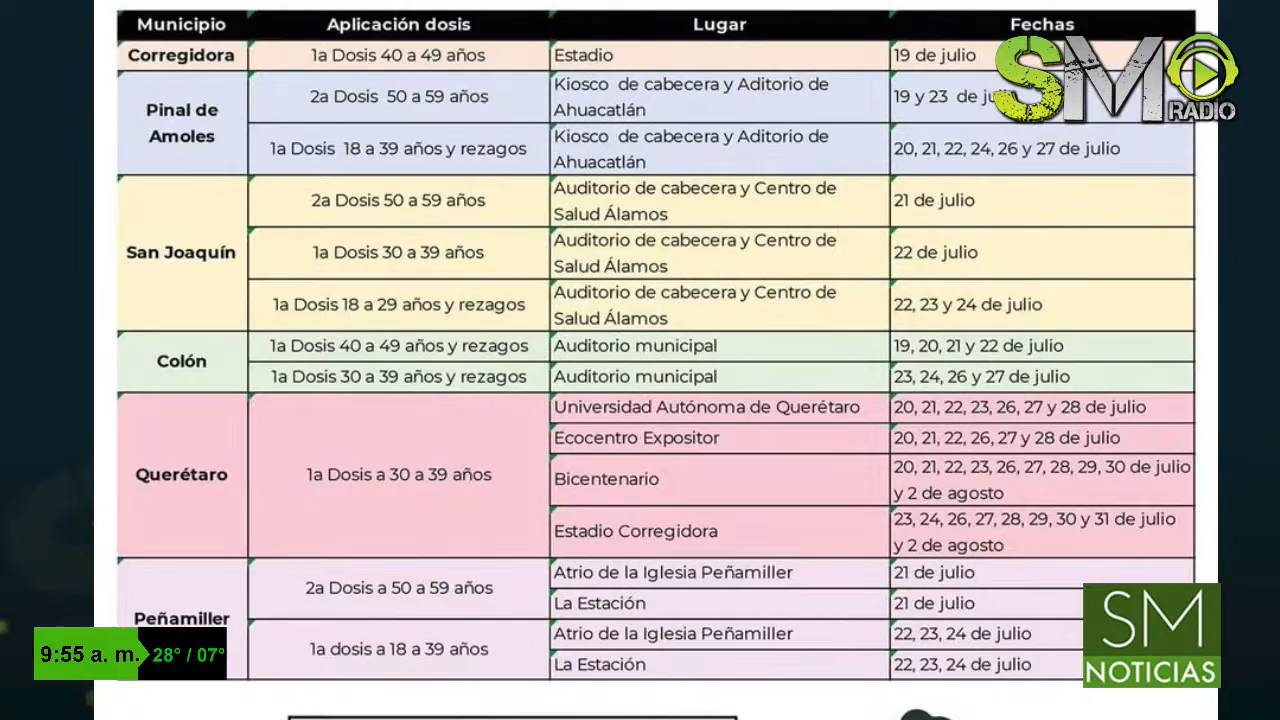 Municipio Aplicación dosis Lugar Fechas
Corregidora 1a Dosis 40 a 49 años Estadio 19 de julio
Pinal de Amoles 2a Dosis 50 a 59 años Kiosco de cabecera y Aditorio de Ahuacatlán 19 y 23 de
1a Dosis 18 a 39 años y rezagos Kiosco de cabecera y Aditorio de Ahuacatlán 20, 21, 22, 24, 26 y 27 de julio
San Joaquín 2a Dosis 50 a 59 años Auditorio de cabecera y Centro de Salud Álamos 21 de julio
1a Dosis 30 a 39 años Auditorio de cabecera y Centro de Salud Álamos 22 de julio
1a Dosis 18 a 29 años y rezagos Auditorio de cabecera y Centro de Salud Álamos 22, 23 y 24 de julio
Colón 1a Dosis 40 a 49 años y rezagos Auditorio municipal 19, 20, 21 y 22 de julio
1a Dosis 30 a 39 años y rezagos Auditorio municipal 23, 24, 26 y 27 de julio
Querétaro 1a Dosis a 30 a 39 años Universidad Autónoma de Querétaro 20, 21, 22, 23, 26, 27 y 28 de julio
Ecocentro Expositor 20, 21, 22, 26, 27 y 28 de julio
Bicentenario 20, 21, 22, 23, 26, 27, 28, 29, 30 de julio y 2 de agosto
Estadio Corregidora 23, 24, 26, 27, 28, 29, 30 y 31 de julio y 2 de agosto
Peñamiller 2a Dosis a 50 a 59 años Atrio de la Iglesia Peñamiller 21 de julio
La Estación 21 de julio
1a dosis a 18 a 39 años Atrio de la Iglesia Peñamiller 22, 23, 24 de julio
La Estación 22, 23, 24 de julio
SM RADIO
9:55 a. m. 28° / 07°
SM
NOTICIAS